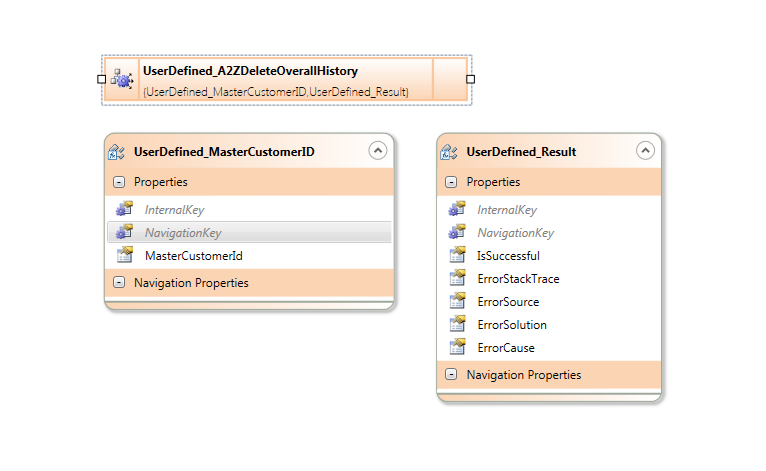 UserDefined_A2ZDeleteOverallHistory
{UserDefined_MasterCustomerID,UserDefined_Result}
UserDefined_MasterCustomerID
Properties
InternalKey
NavigationKey
MasterCustomerId
Navigation Properties
UserDefined_Result
Properties
InternalKey
NavigationKey
IsSuccessful
ErrorStackTrace
ErrorSource
ErrorSolution
ErrorCause
Navigation Properties